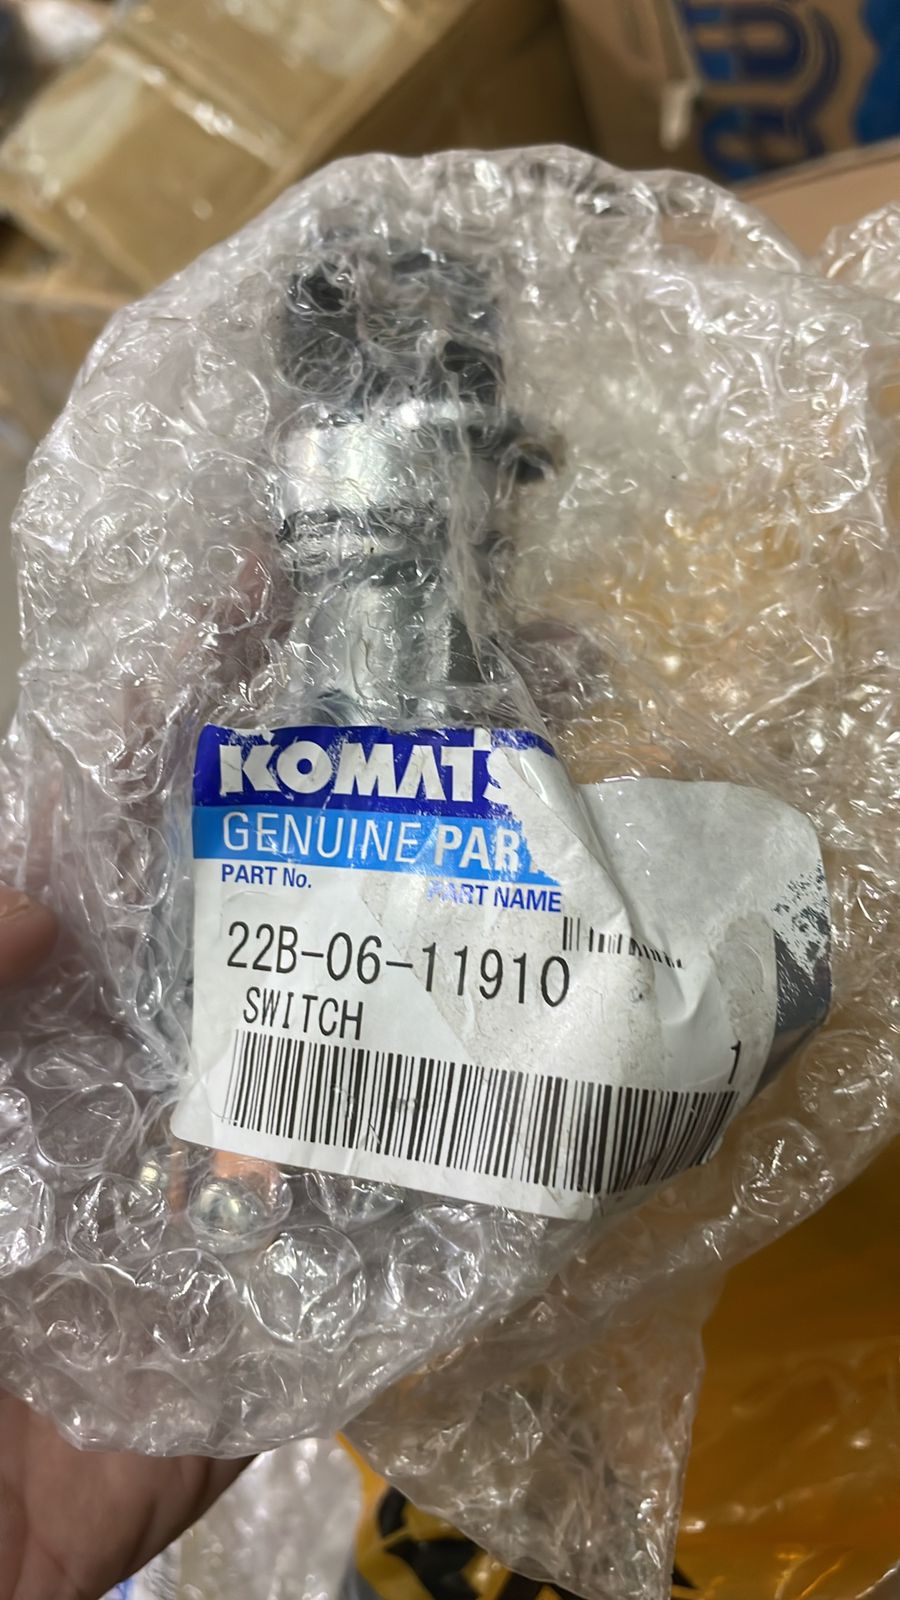 KOMATS
GENUINE PAR
PART No.
PART NAME
22B-06-11910
SWITCH
1